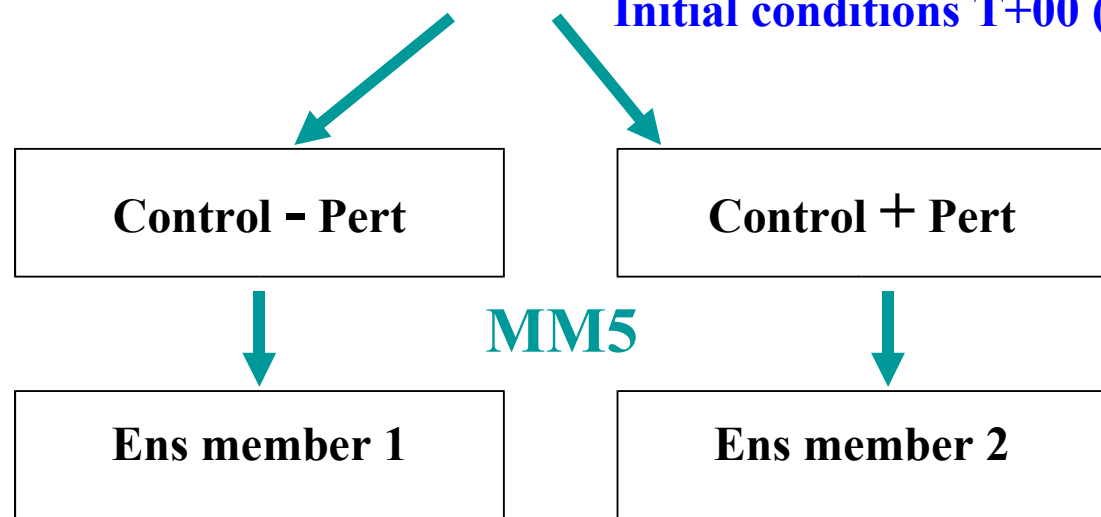 Initial conditions T+00 (
Control - Pert
Control + Pert
MM5
Ens member 1
Ens member 2